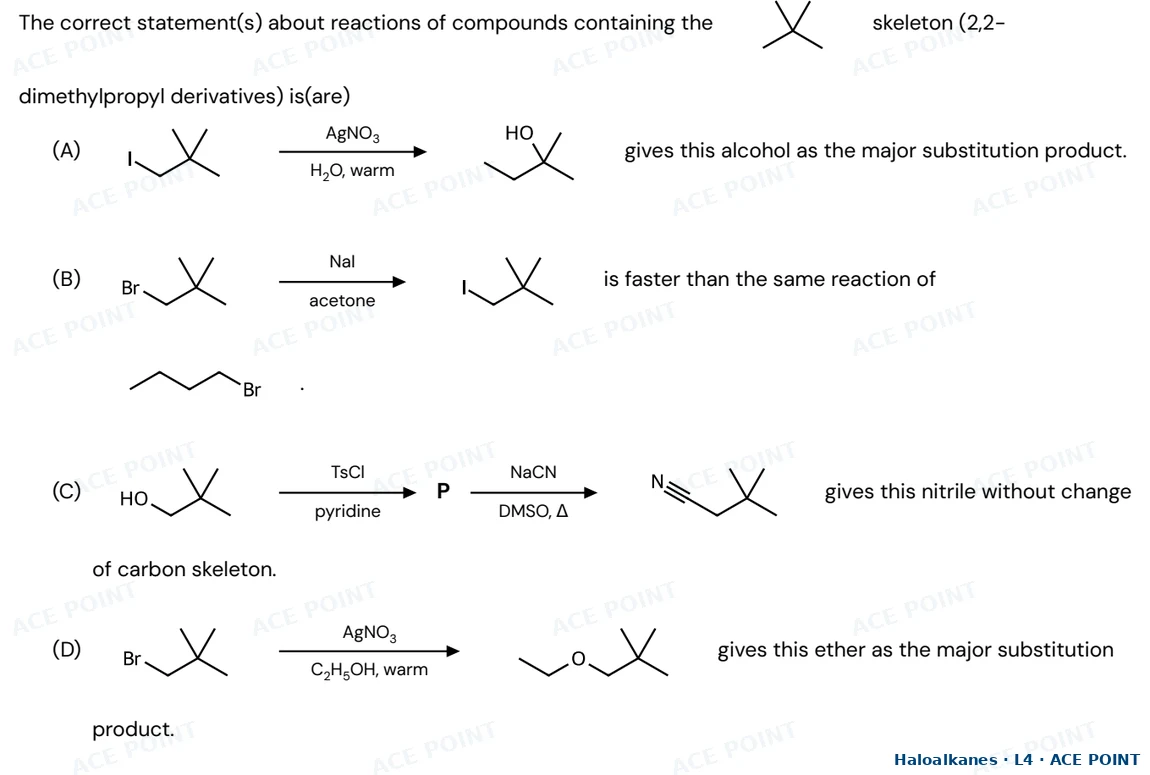 The correct statement(s) about reactions of compounds containing the skeleton (2,2-
dimethylpropyl derivatives) is(are)
(A) I AgNO3 H2O, warm HO gives this alcohol as the major substitution product.
(B) Br NaI acetone I is faster than the same reaction of
Br .
(C) HO TsCl pyridine P NaCN DMSO, Δ N gives this nitrile without change
of carbon skeleton.
(D) Br AgNO3 C2H5OH, warm O gives this ether as the major substitution
product.
Haloalkanes · L4 · ACE POINT
ACE POINT